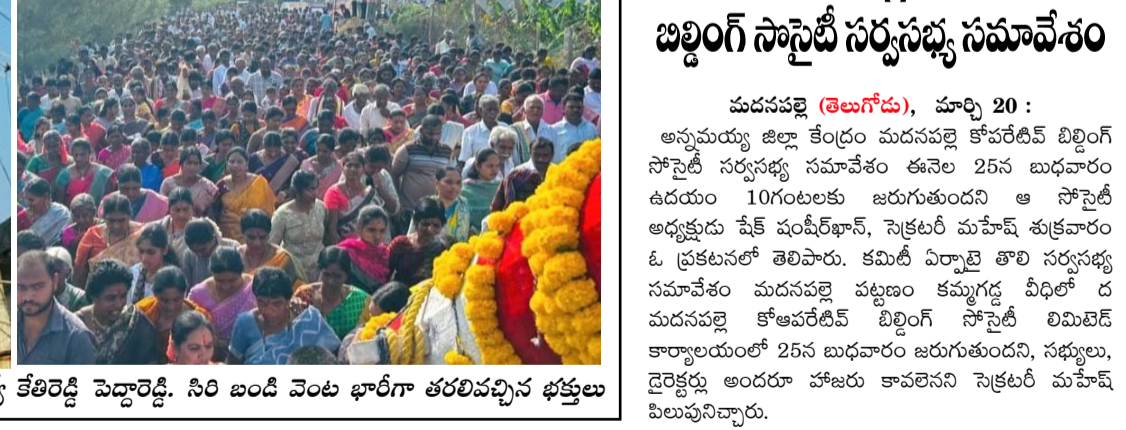 కేతిరెడ్డి పెద్దారెడ్డి. సిరి బండి వెంట భారీగా తరలివచ్చిన భక్తులు
బిల్డింగ్ సొసైటీ సర్వసభ్య సమావేశం
మదనపల్లె (తెలుగోడు), మార్చి 20 :
అన్నమయ్య జిల్లా కేంద్రం మదనపల్లె కోపరేటివ్ బిల్డింగ్
సోసైటీ సర్వసభ్య సమావేశం ఈనెల 25న బుధవారం
ఉదయం 10గంటలకు జరుగుతుందని ఆ సోసైటీ
అధ్యక్షుడు షేక్ షంషీర్‌ఖాన్, సెక్రటరీ మహేష్ శుక్రవారం
ఓ ప్రకటనలో తెలిపారు. కమిటీ ఏర్పాటై తొలి సర్వసభ్య
సమావేశం మదనపల్లె పట్టణం కమ్మగడ్డ వీధిలో ద
మదనపల్లె కోఆపరేటివ్ బిల్డింగ్ సోసైటీ లిమిటెడ్
కార్యాలయంలో 25న బుధవారం జరుగుతుందని, సభ్యులు,
డైరెక్టర్లు అందరూ హాజరు కావలెనని సెక్రటరీ మహేష్
పిలుపునిచ్చారు.